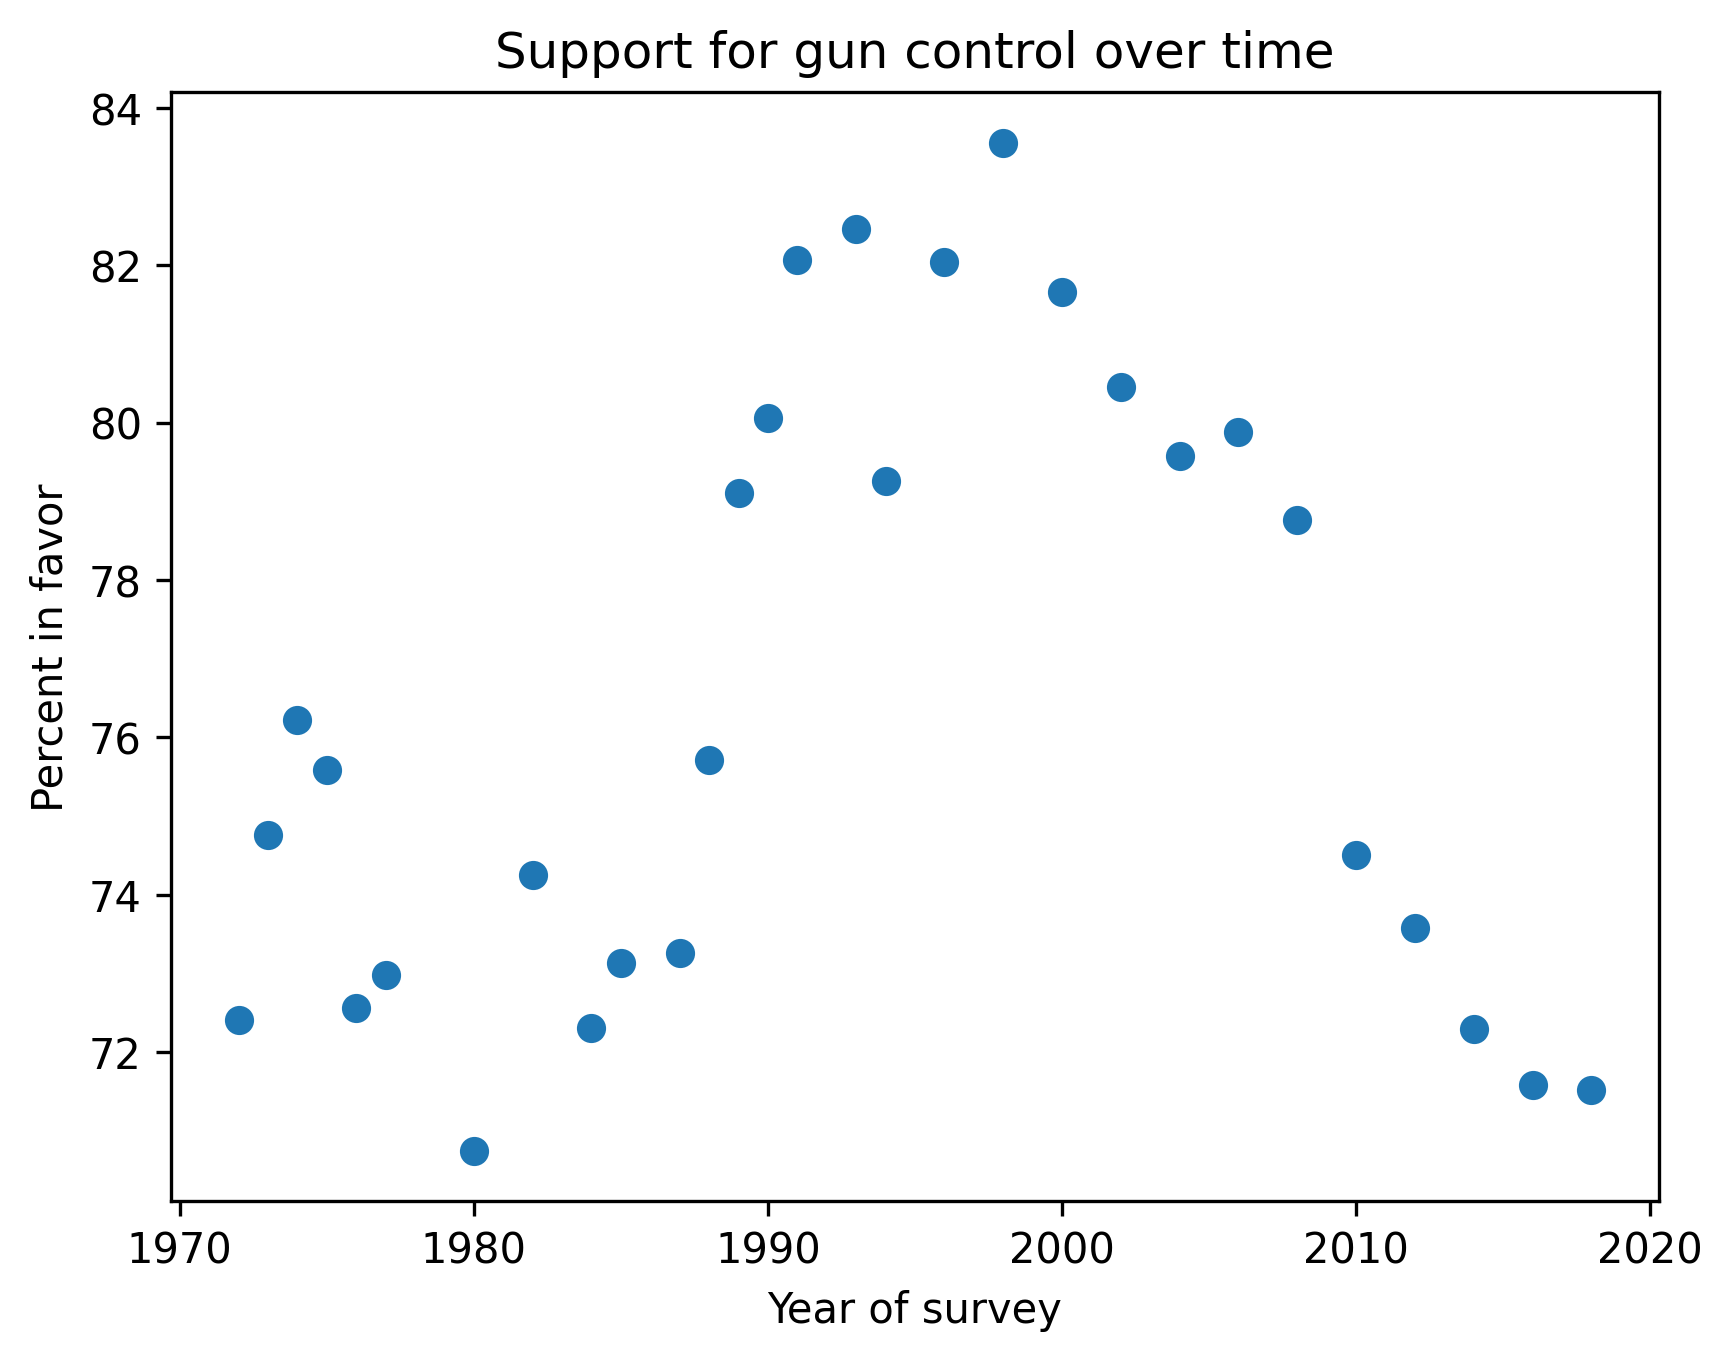 Support for gun control over time
84
82
80
78
76
74
72
Percent in favor
1970 1980 1990 2000 2010 2020
Year of survey